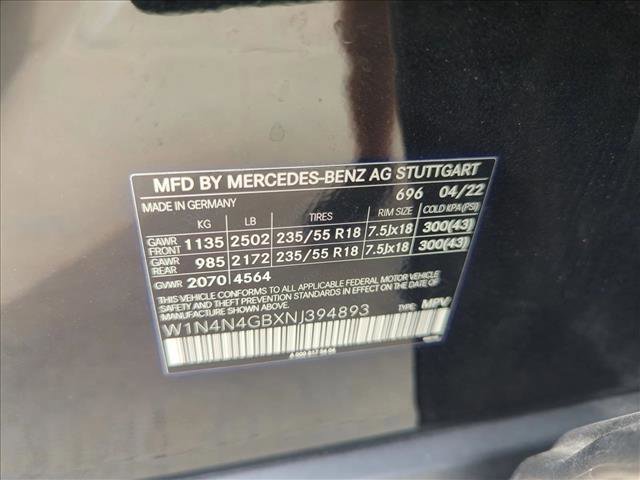 MFD BY MERCEDES-BENZ AG STUTTGART
MADE IN GERMANY 696 04/22
KG LB TIRES RIM SIZE COLD KPA (PSI)
GAWR FRONT 1135 2502 235/55 R18 7.5Jx18 300(43)
GAWR REAR 985 2172 235/55 R18 7.5Jx18 300(43)
GVWR 2070 4564
THIS VEHICLE CONFORMS TO ALL APPLICABLE FEDERAL MOTOR VEHICLE
SAFETY AND THEFT PREVENTION STANDARDS IN EFFECT ON THE DATE OF
MANUFACTURE SHOWN ABOVE.
W1N4N4GBXNJ394893 TYPE: MPV